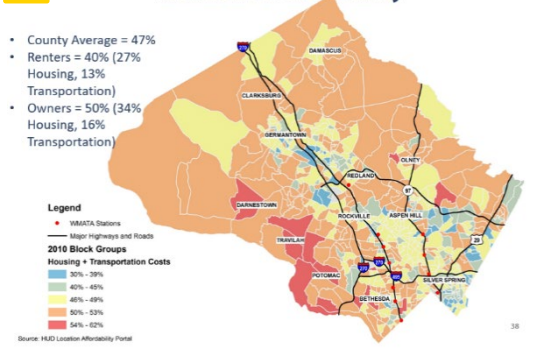 • County Average = 47%
• Renters = 40% (27%
Housing, 13%
Transportation)
• Owners = 50% (34%
Housing, 16%
Transportation)
270
DAMASCUS
CLARKSBURG
GERMANTOWN
OLNEY
REDLAND
97
DARNESTOWN
ROCKVILLE
ASPEN HILL
TRAVILAH
29
POTOMAC
SILVER SPRING
BETHESDA
Legend
WMATA Stations
Major Highways and Roads
2010 Block Groups
Housing + Transportation Costs
30% - 39%
40% - 45%
46% - 49%
50% - 53%
54% - 62%
Source: HUD Location Affordability Portal
38